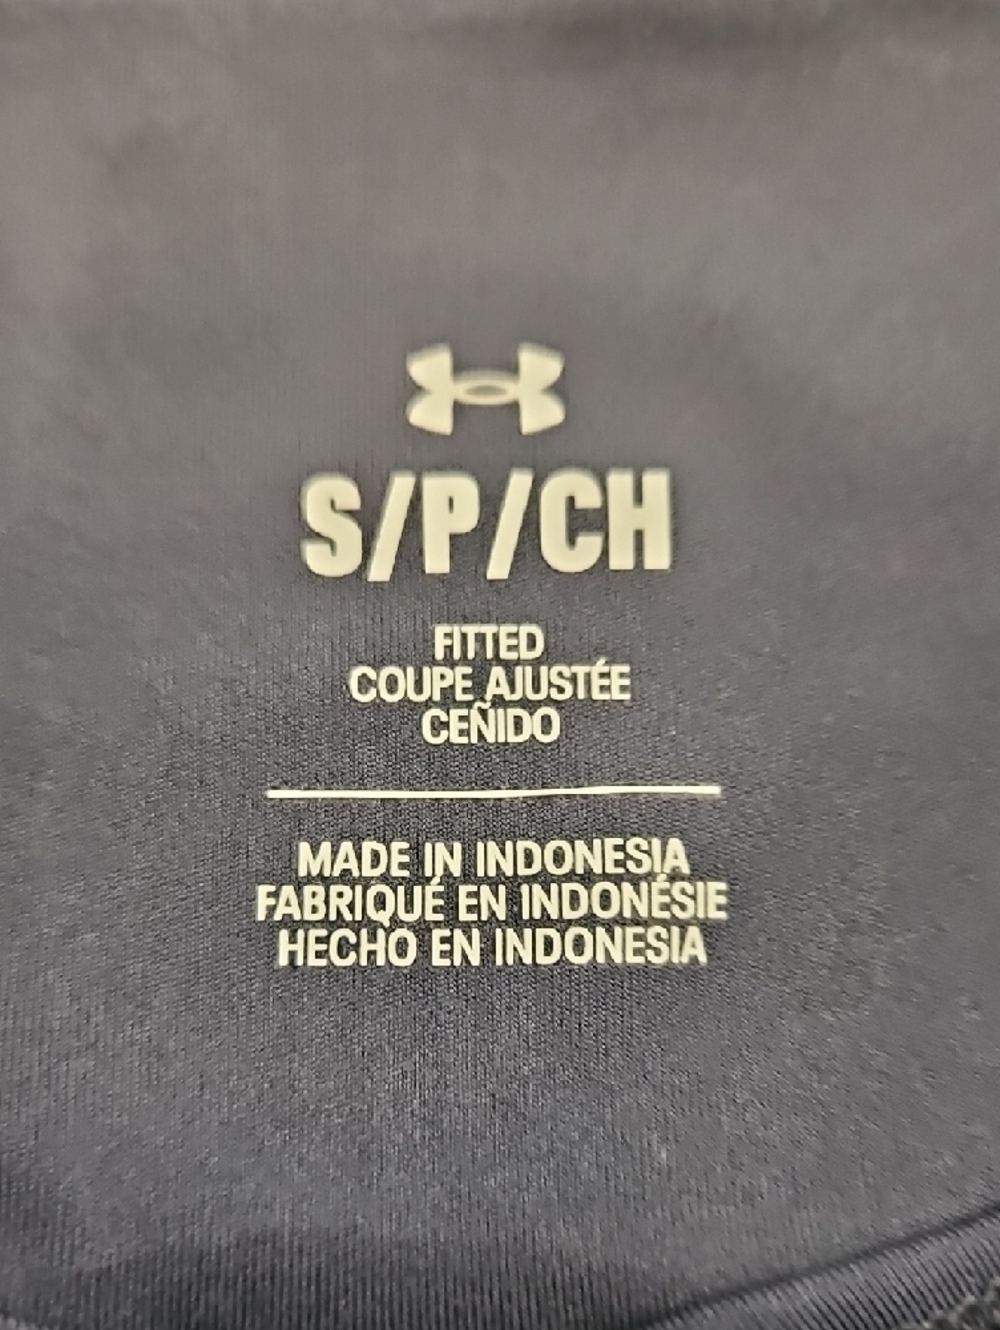 S/P/CH
FITTED
COUPE AJUSTÉE
CEÑIDO
MADE IN INDONESIA
FABRIQUÉ EN INDONÉSIE
HECHO EN INDONESIA